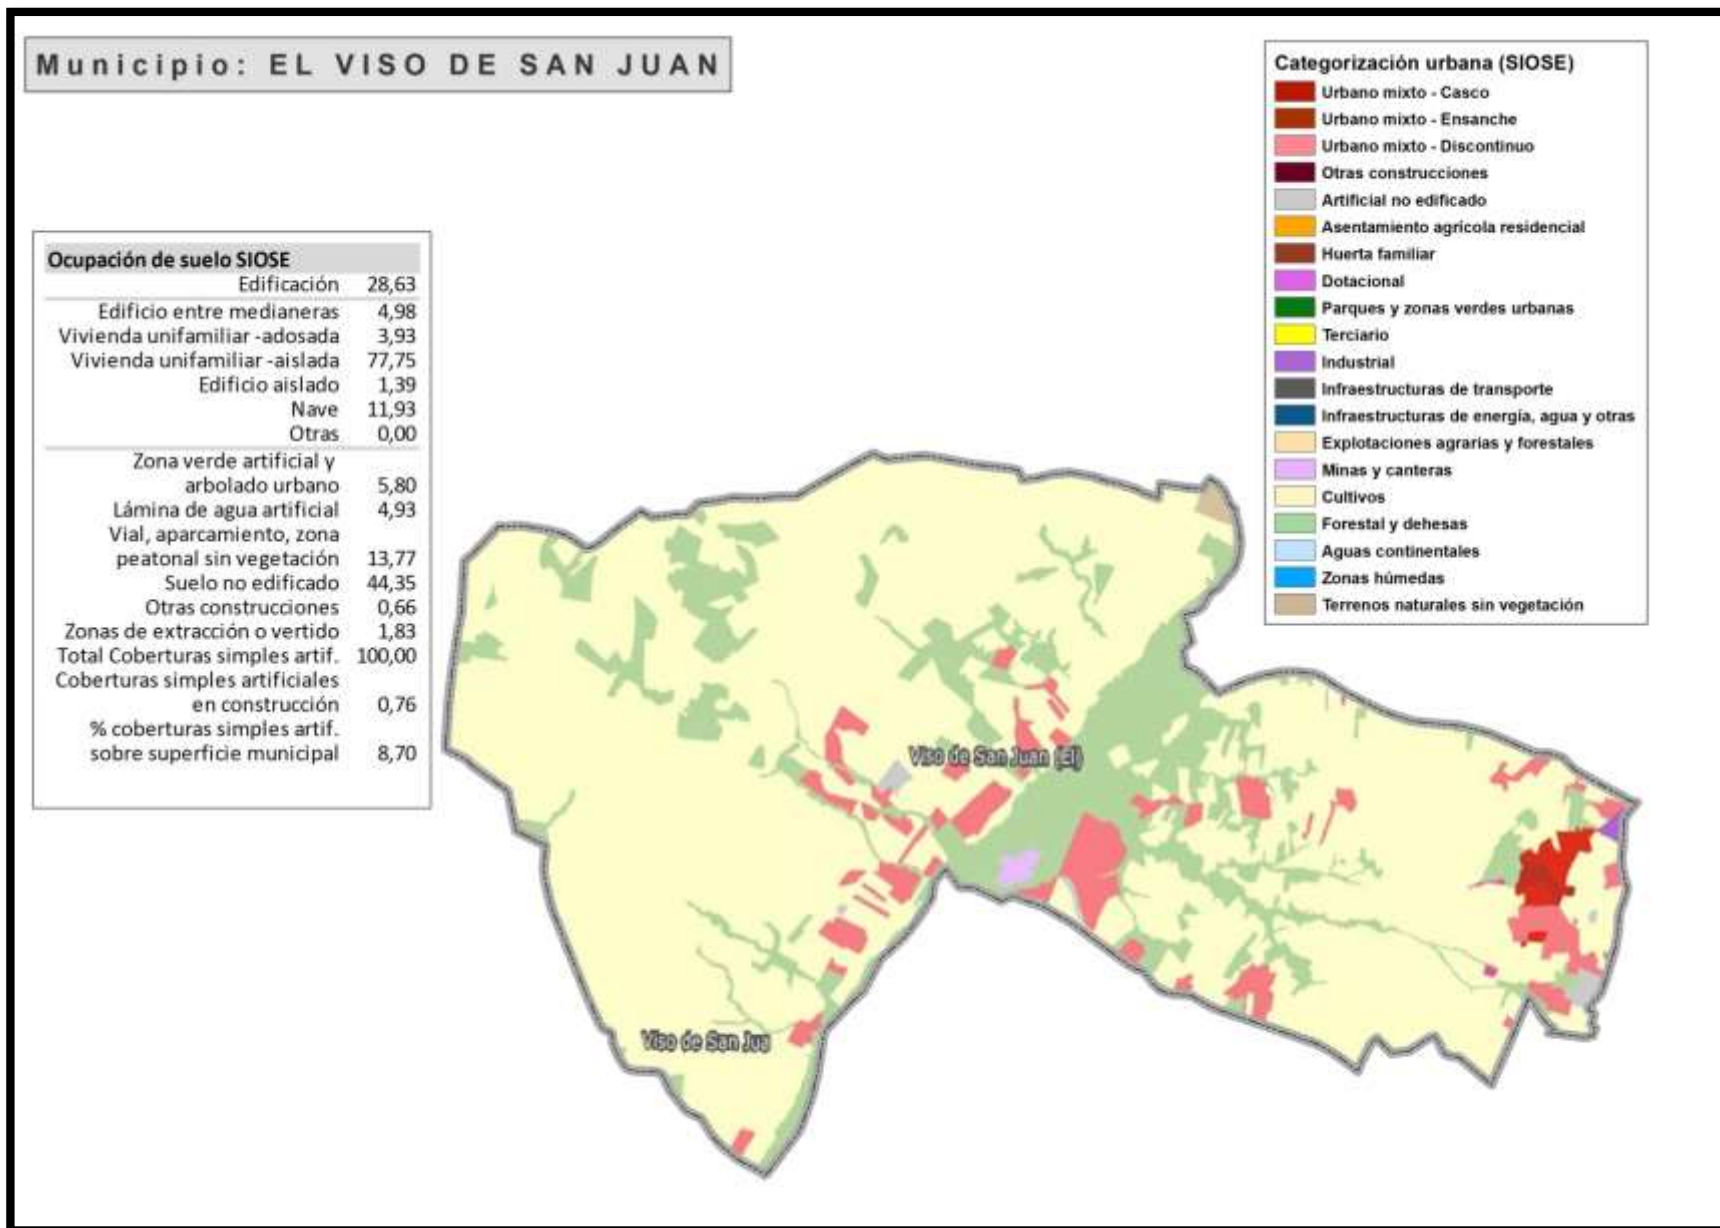 Municipio: EL VISO DE SAN JUAN
Categorización urbana (SIOSE)
Urbano mixto - Casco
Urbano mixto - Ensanche
Urbano mixto - Discontinuo
Otras construcciones
Artificial no edificado
Asentamiento agrícola residencial
Huerta familiar
Dotacional
Parques y zonas verdes urbanas
Terciario
Industrial
Infraestructuras de transporte
Infraestructuras de energía, agua y otras
Explotaciones agrarias y forestales
Minas y canteras
Cultivos
Forestal y dehesas
Aguas continentales
Zonas húmedas
Terrenos naturales sin vegetación
Ocupación de suelo SIOSE
Edificación 28,63
Edificio entre medianeras 4,98
Vivienda unifamiliar -adosada 3,93
Vivienda unifamiliar -aislada 77,75
Edificio aislado 1,39
Nave 11,93
Otras 0,00
Zona verde artificial y
arbolado urbano 5,80
Lámina de agua artificial 4,93
Vial, aparcamiento, zona
peatonal sin vegetación 13,77
Suelo no edificado 44,35
Otras construcciones 0,66
Zonas de extracción o vertido 1,83
Total Coberturas simples artif. 100,00
Coberturas simples artificiales
en construcción 0,76
% coberturas simples artif.
sobre superficie municipal 8,70
Viso de San Juan (El)
Viso de San Jua